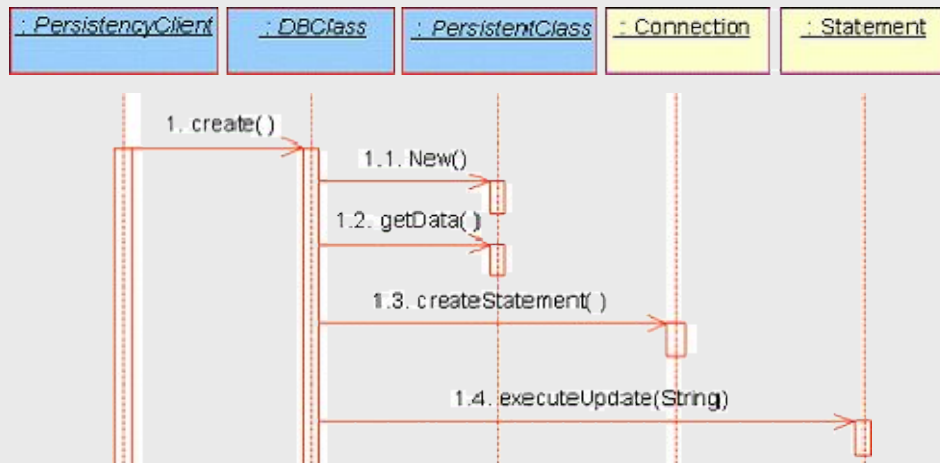 : PersistencyClient
: DBClass
: PersistentClass
: Connection
: Statement
1. create( )
1.1. New()
1.2. getData( )
1.3. createStatement( )
1.4. executeUpdate(String)